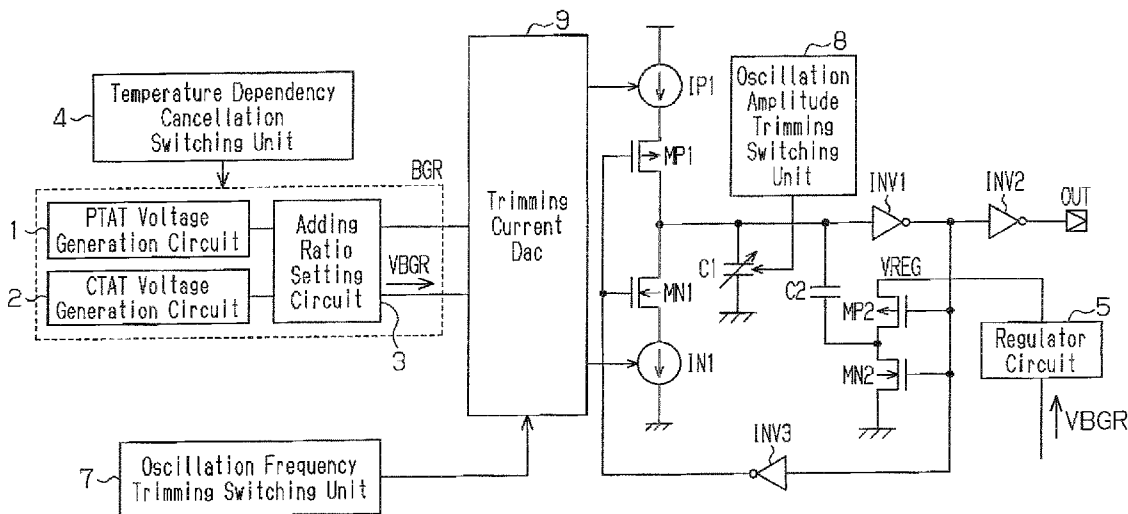 9
8
4
Temperature Dependency
Cancellation
Switching Unit
IP1
Oscillation
Amplitude
Trimming
Switching
Unit
MP1
BGR
INV1
INV2
OUT
1
PTAT Voltage
Generation Circuit
Adding
Ratio
Setting
Circuit
VBGR
Trimming
Current
Dac
C1
VREG
2
CTAT Voltage
Generation Circuit
3
MN1
C2
MP2
5
Regulator
Circuit
IN1
MN2
VBGR
INV3
7
Oscillation Frequency
Trimming Switching Unit